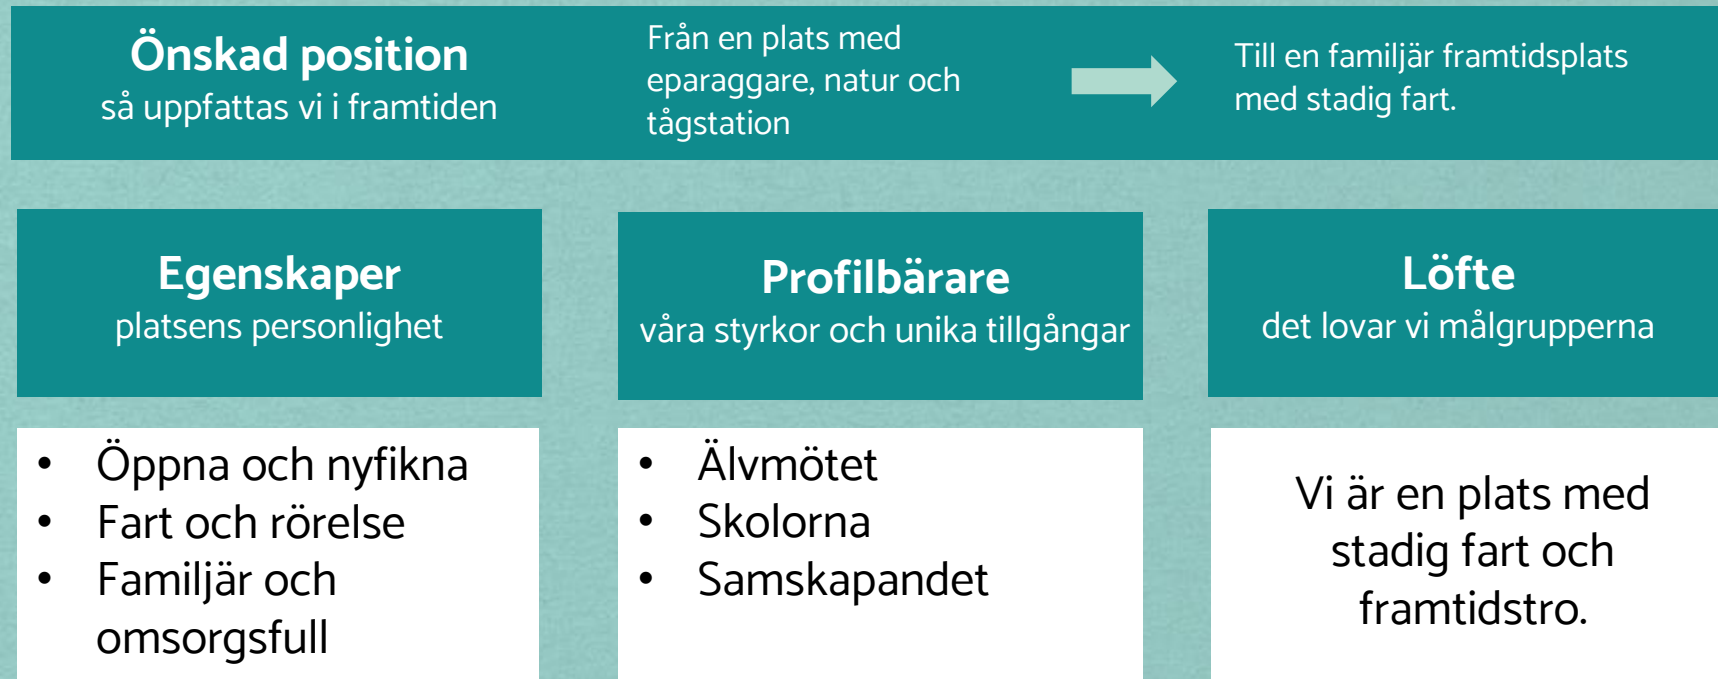 Önskad position
så uppfattas vi i framtiden
Från en plats med
eparaggare, natur och
tågstation
Till en familjär framtidsplats
med stadig fart.
Egenskaper
platsens personlighet
Profilbärare
våra styrkor och unika tillgångar
Löfte
det lovar vi målgrupperna
• Öppna och nyfikna
• Fart och rörelse
• Familjär och
omsorgsfull
• Älvmötet
• Skolorna
• Samskapandet
Vi är en plats med
stadig fart och
framtidstro.